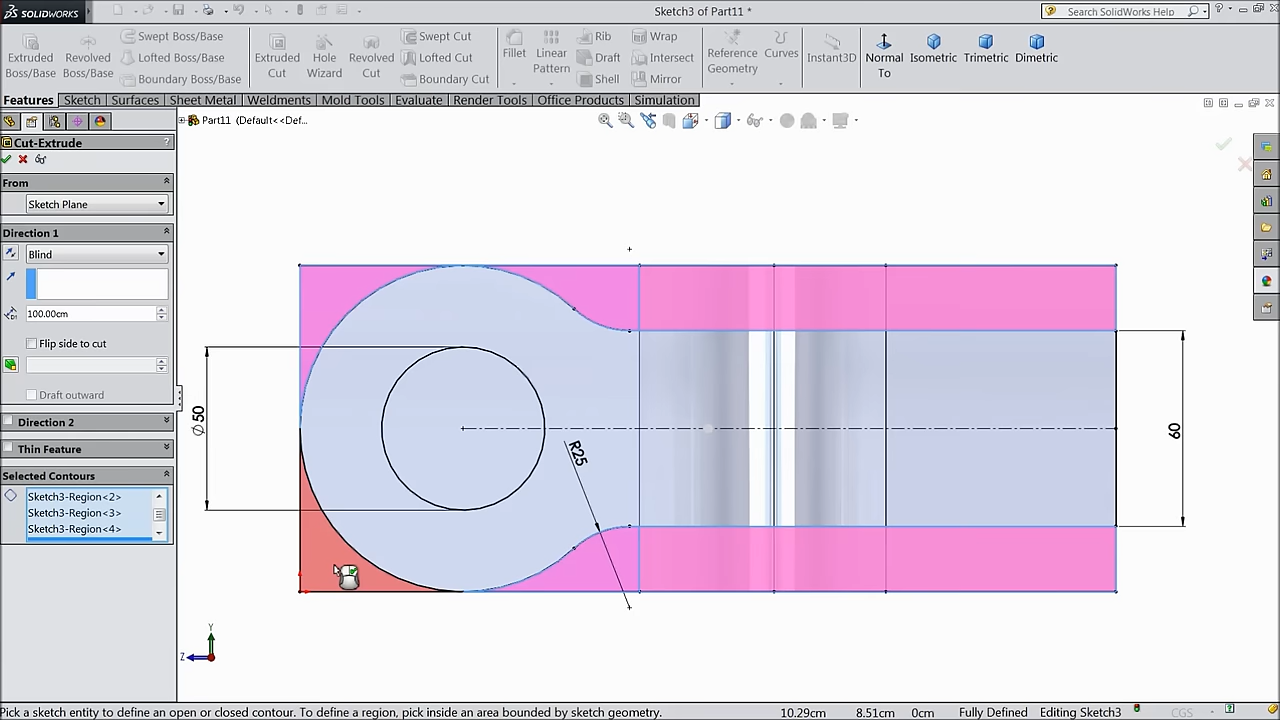 SOLIDWORKS
Sketch3 of Part11 *
Search SolidWorks Help
Extruded Boss/Base
Revolved Boss/Base
Swept Boss/Base
Lofted Boss/Base
Boundary Boss/Base
Extruded Cut
Hole Wizard
Revolved Cut
Swept Cut
Lofted Cut
Boundary Cut
Fillet
Linear Pattern
Rib
Draft
Shell
Wrap
Intersect
Mirror
Reference Geometry
Curves
Instant3D
Normal To
Isometric
Trimetric
Dimetric
Features
Sketch
Surfaces
Sheet Metal
Weldments
Mold Tools
Evaluate
Render Tools
Office Products
Simulation
Part11 (Default<<Def...
Cut-Extrude
?
From
Sketch Plane
Direction 1
Blind
100.00cm
Flip side to cut
Draft outward
Direction 2
Thin Feature
Selected Contours
Sketch3-Region<2>
Sketch3-Region<3>
Sketch3-Region<4>
∅50
R25
60
Y
Z
Pick a sketch entity to define an open or closed contour. To define a region, pick inside an area bounded by sketch geometry.
10.29cm
8.51cm
0cm
Fully Defined
Editing Sketch3
CGS